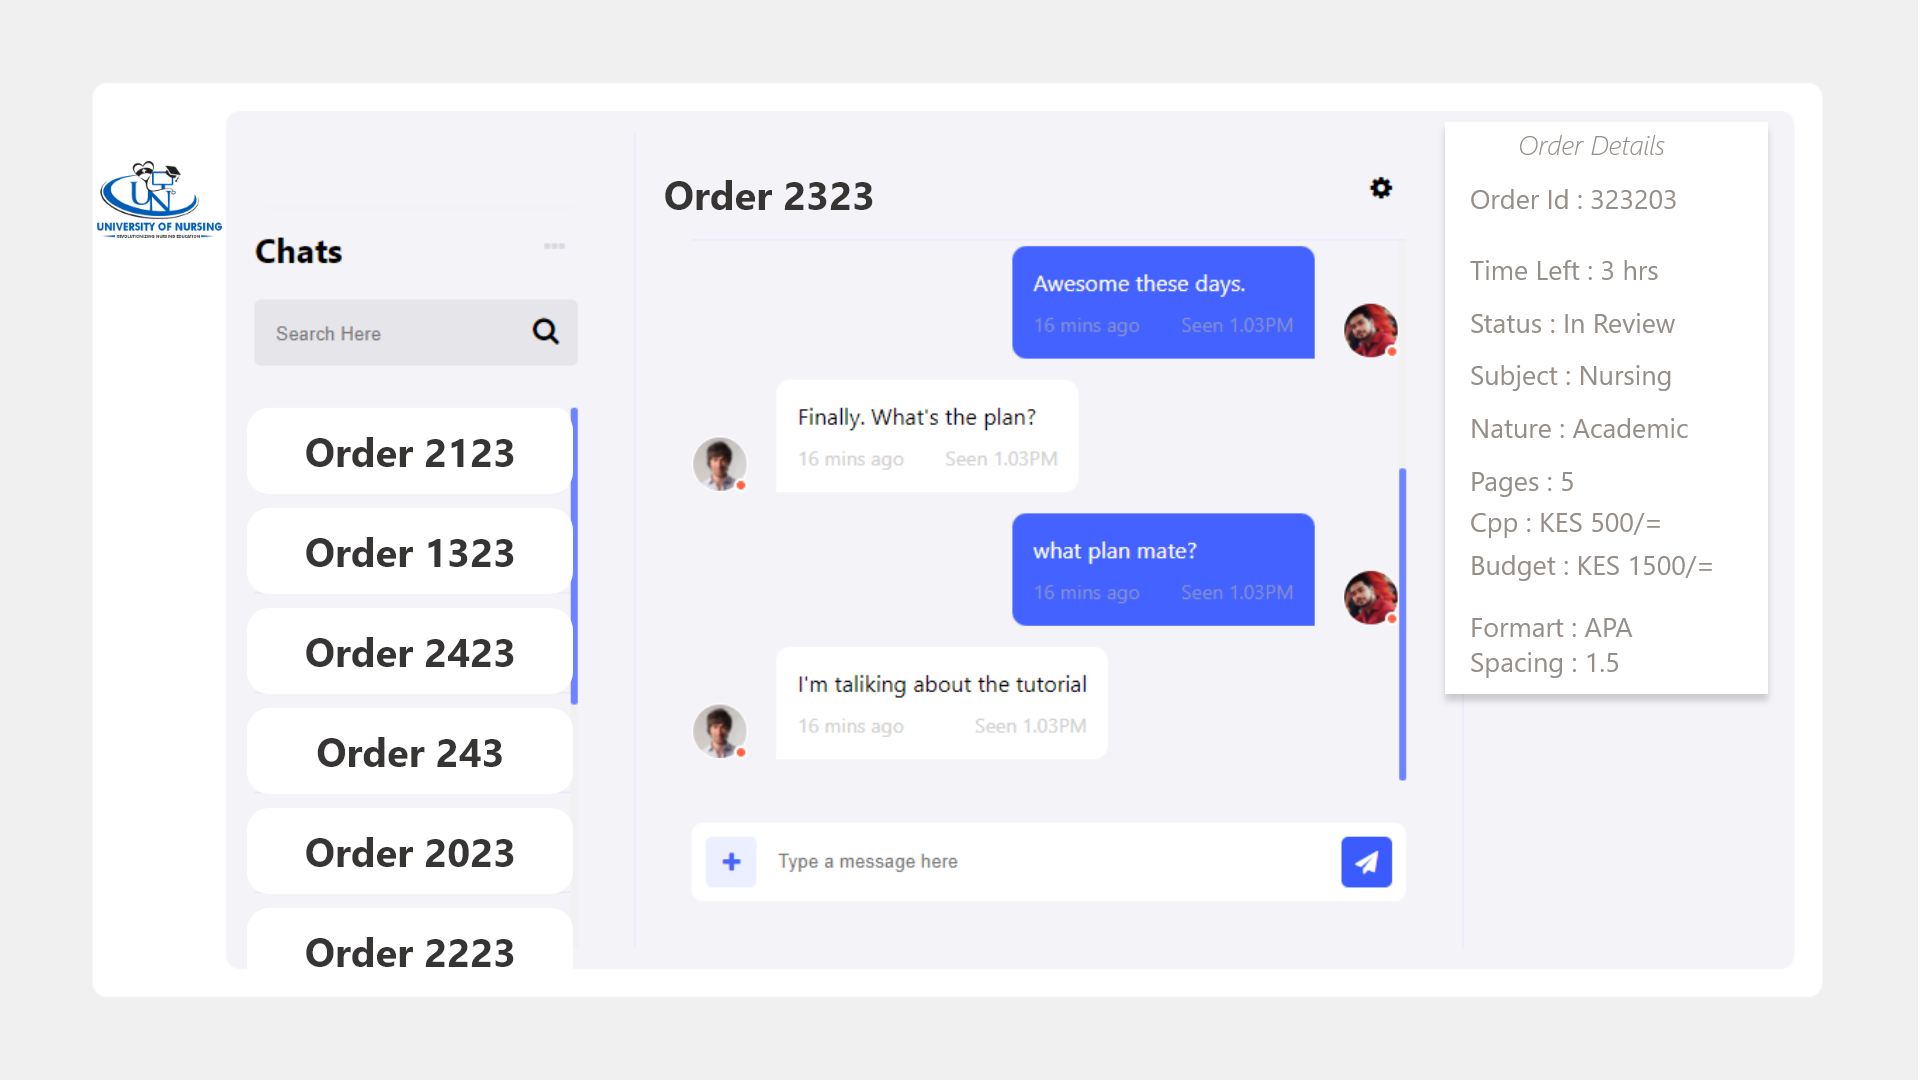 UN
UNIVERSITY OF NURSING
REVOLUTIONIZING NURSING EDUCATION
Chats
Search Here
Order 2123
Order 1323
Order 2423
Order 243
Order 2023
Order 2223
Order 2323
Awesome these days.
16 mins ago Seen 1.03PM
Finally. What's the plan?
16 mins ago Seen 1.03PM
what plan mate?
16 mins ago Seen 1.03PM
I'm taliking about the tutorial
16 mins ago Seen 1.03PM
Type a message here
Order Details
Order Id : 323203
Time Left : 3 hrs
Status : In Review
Subject : Nursing
Nature : Academic
Pages : 5
Cpp : KES 500/=
Budget : KES 1500/=
Formart : APA
Spacing : 1.5